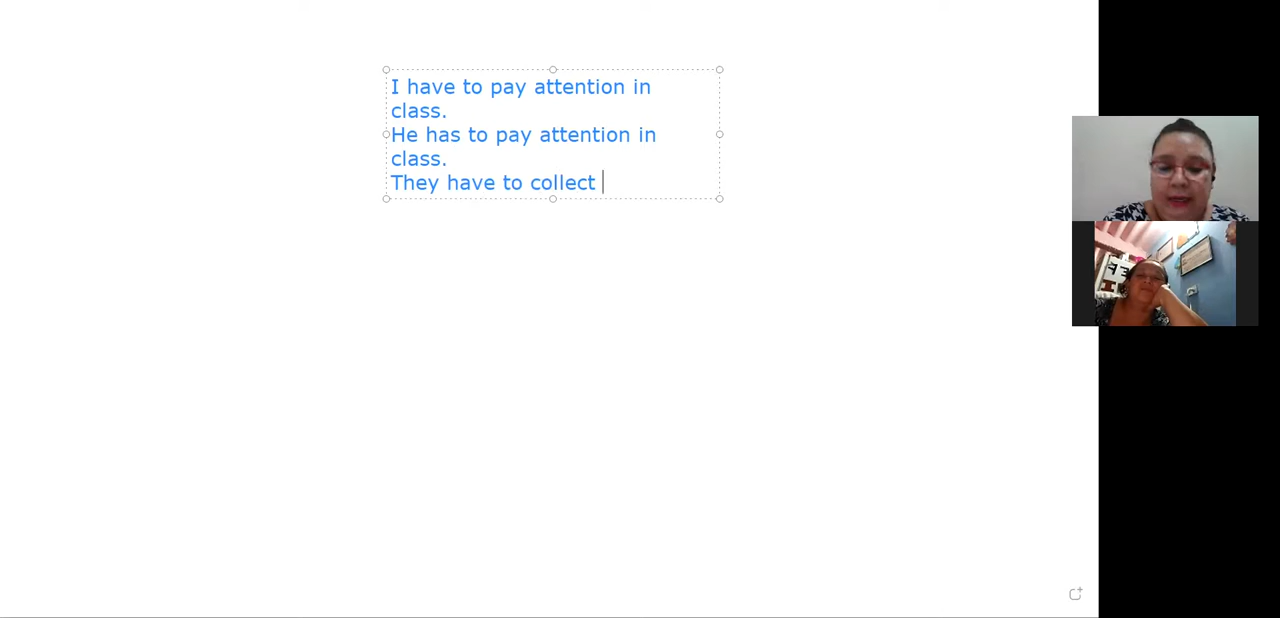 I have to pay attention in
class.
He has to pay attention in
class.
They have to collect